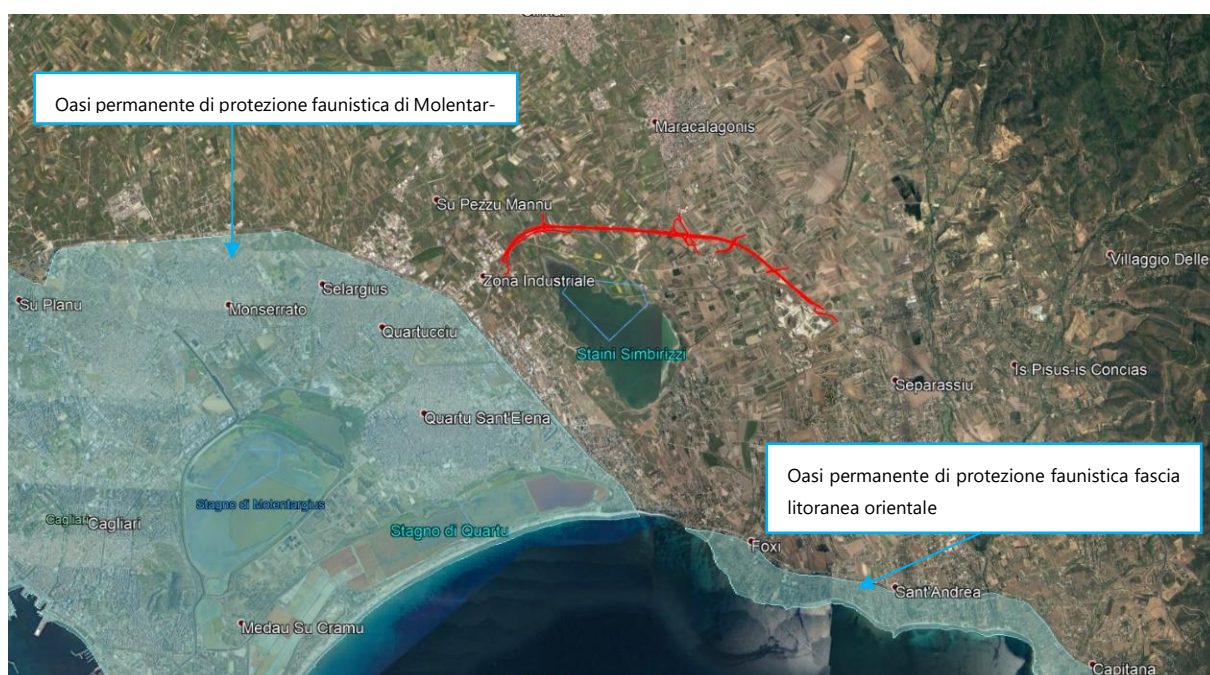 Oasi permanente di protezione faunistica di Molentar-
Maracalagonis
Su Pezzu Mannu
Villaggio Delle
Zona Industriale
Selargius
Su Planu
Monserrato
Quartucciu
Staini Simbirizzi
Is Pisus-is Concias
Separassiu
Quartu Sant'Elena
Oasi permanente di protezione faunistica fascia
litoranea orientale
Stagno di Molentargius
Cagliari
Cagliari
Stagno di Quartu
Foxi
Sant'Andrea
Medau Su Cramu
Capitana